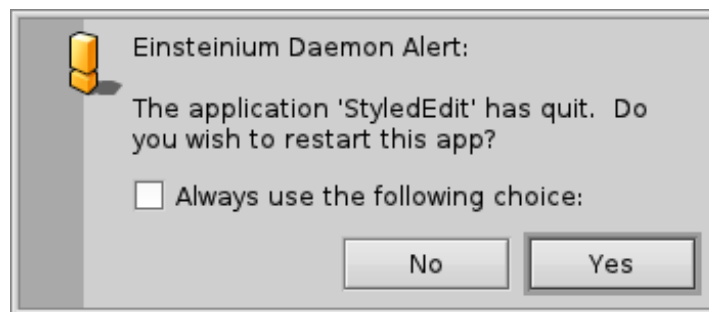 Einsteinium Daemon Alert:
The application 'StyledEdit' has quit.  Do
you wish to restart this app?
Always use the following choice:
No
Yes